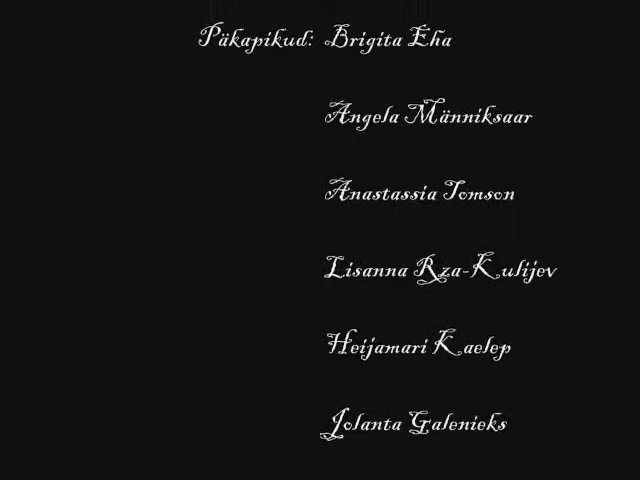 Päkapikud: Brigita Eha
Angela Männiksaar
Anastassia Tomson
Lisanna Rza-Kulijev
Heijamari Kaelep
Jolanta Galenieks